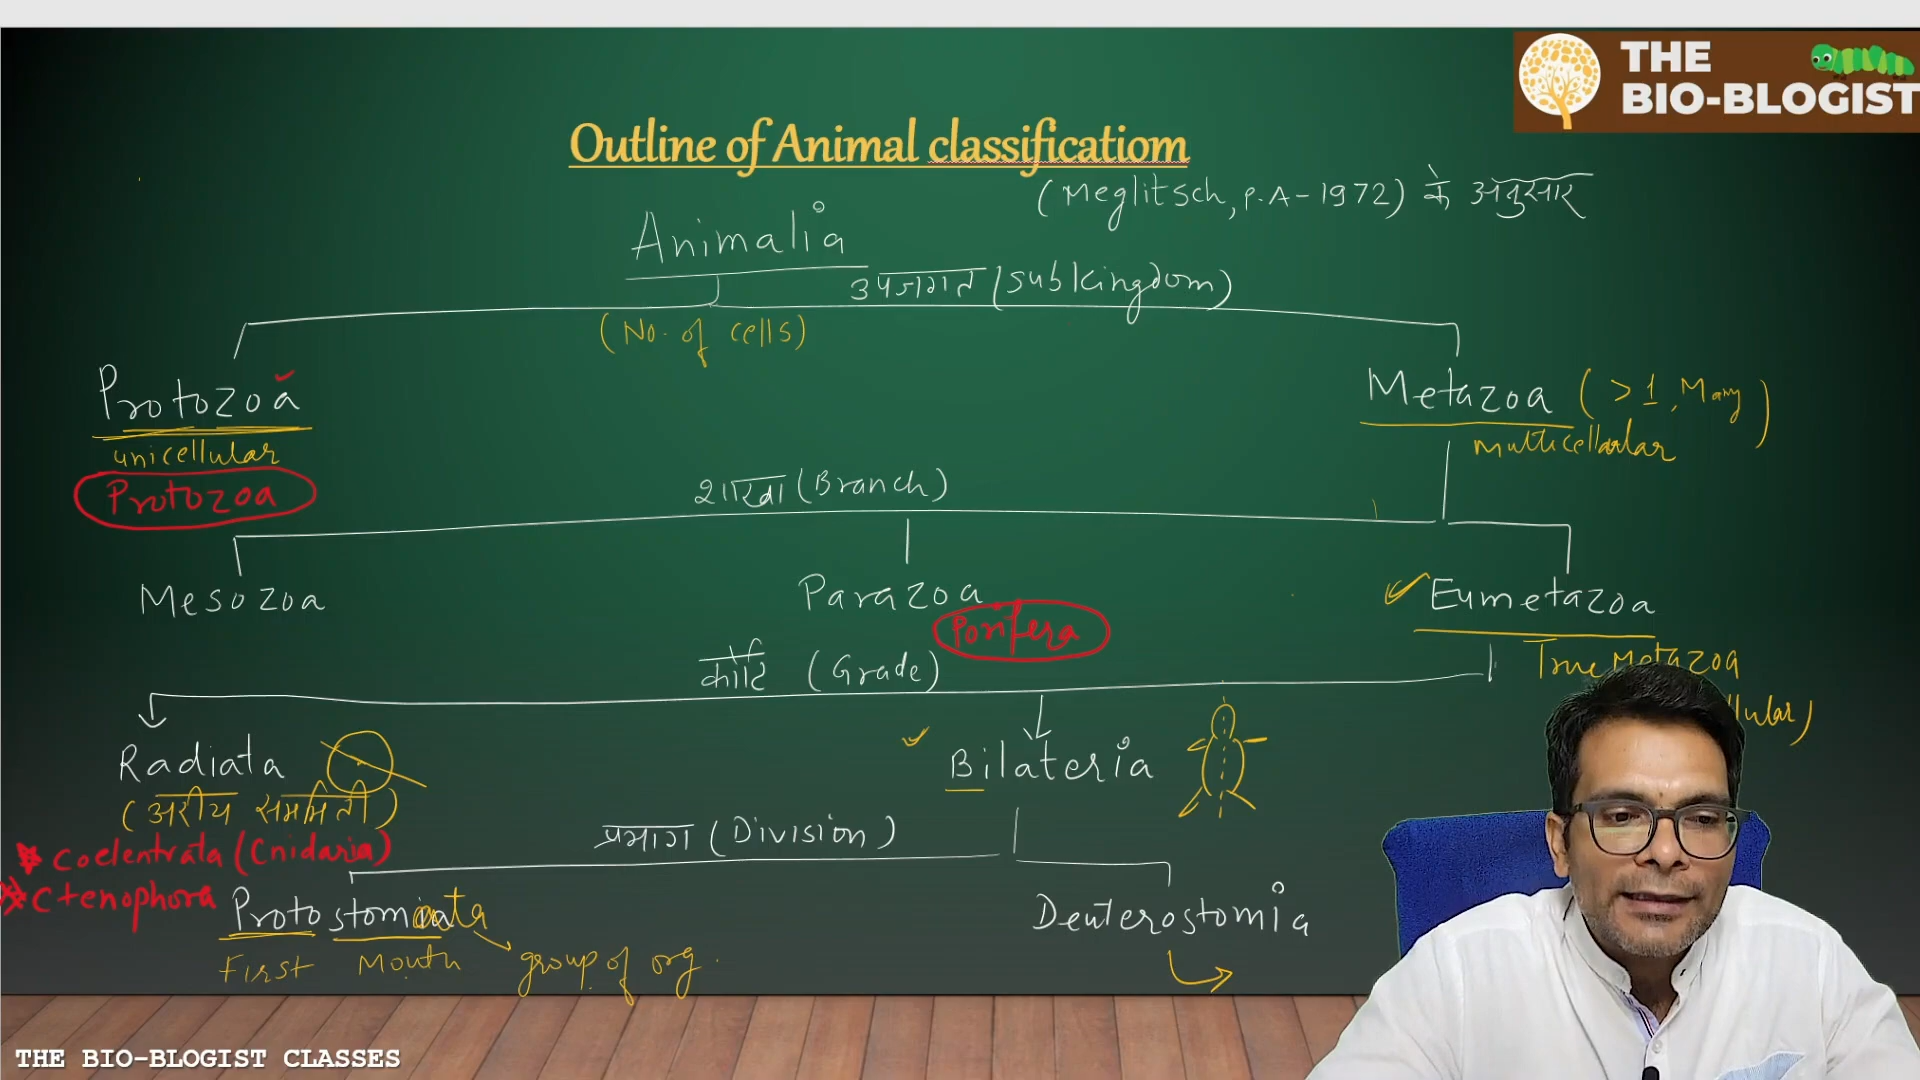 THE
BIO-BLOGIST
Outline of Animal classificatiom
(Meglitsch, P.A-1972) के अनुसार
Animalia
उपजगत (subkingdom)
(No. of cells)
Protozoa
unicellular
Protozoa
Metazoa (>1, Many)
multicellular
शाखा (Branch)
Mesozoa
Parazoa
Porifera
Eumetazoa
True Metazoa
llular)
कोटि (Grade)
Radiata
(अरीय सममिती)
Coelentrata (Cnidaria)
Ctenophora
Bilateria
प्रभाग (Division)
First Mouth group of org.
Deuterostomia
THE BIO-BLOGIST CLASSES